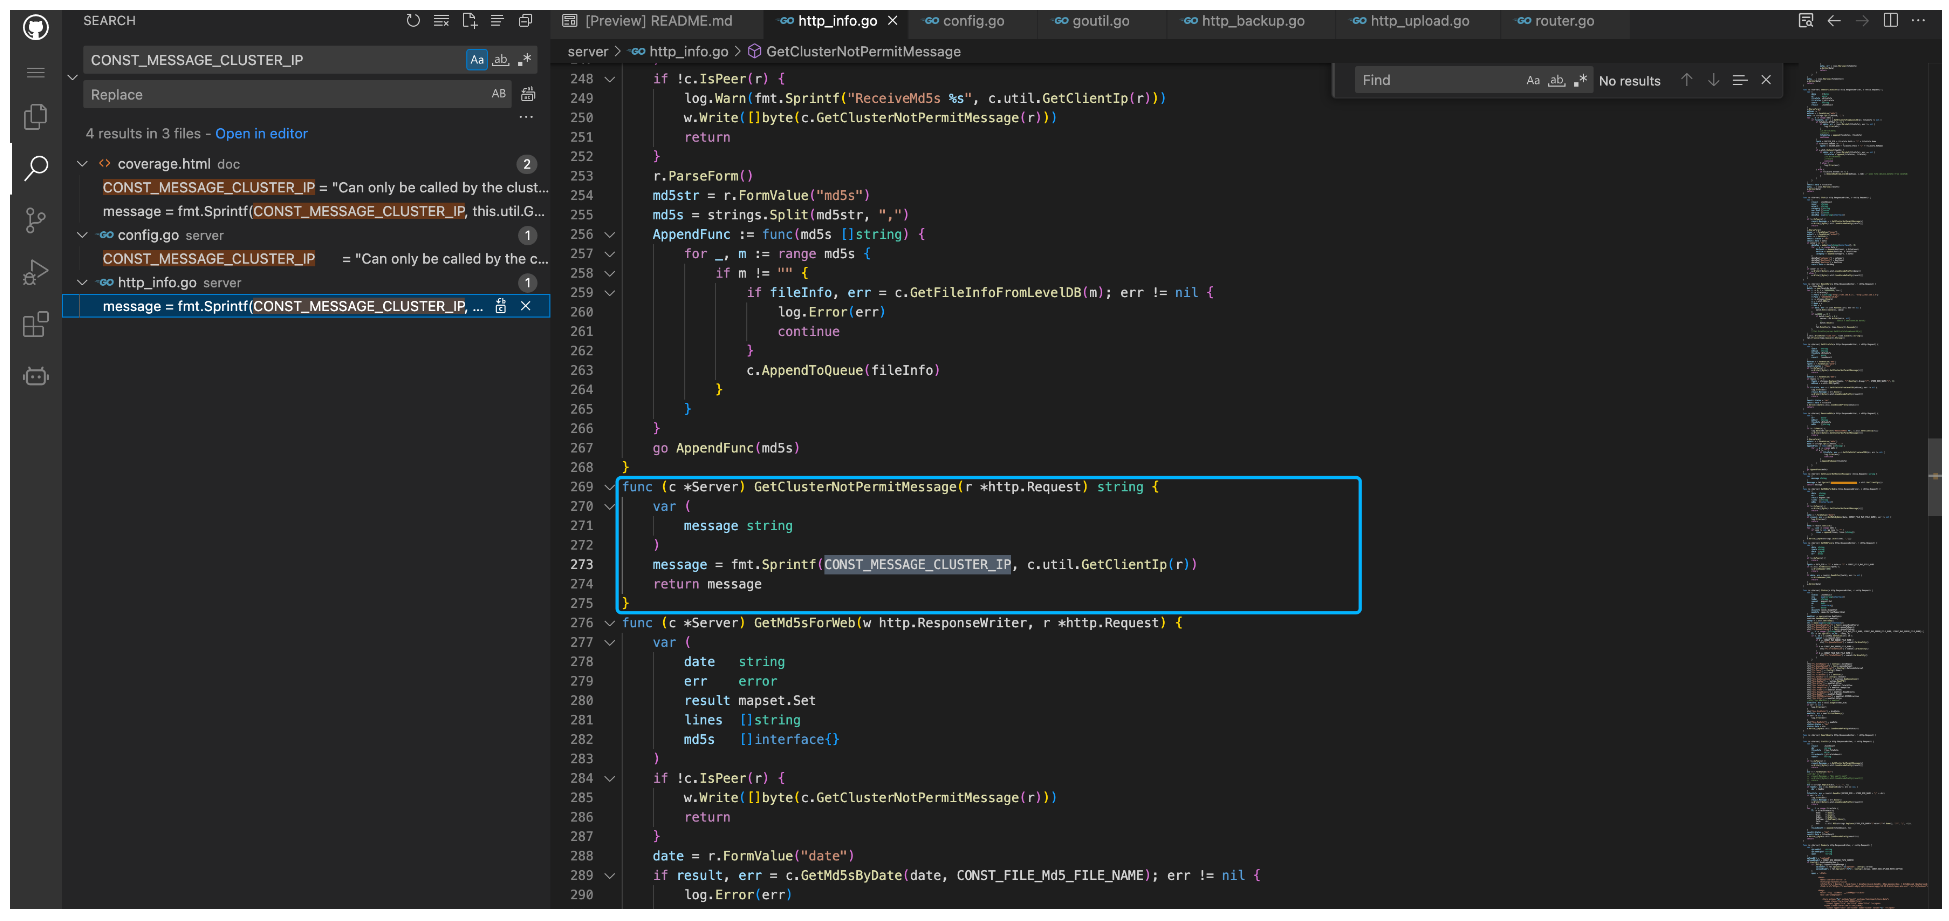 SEARCH
CONST_MESSAGE_CLUSTER_IP
Aa ab .*
Replace
AB
...
4 results in 3 files - Open in editor
coverage.html doc 2
CONST_MESSAGE_CLUSTER_IP = "Can only be called by the clust...
message = fmt.Sprintf(CONST_MESSAGE_CLUSTER_IP, this.util.G...
GO config.go server 1
CONST_MESSAGE_CLUSTER_IP = "Can only be called by the c...
GO http_info.go server 1
message = fmt.Sprintf(CONST_MESSAGE_CLUSTER_IP, ...
[Preview] README.md
GO http_info.go
GO config.go
GO goutil.go
GO http_backup.go
GO http_upload.go
GO router.go
server > GO http_info.go > GetClusterNotPermitMessage
Find Aa ab .* No results
248 if !c.IsPeer(r) {
249 log.Warn(fmt.Sprintf("ReceiveMd5s %s", c.util.GetClientIp(r)))
250 w.Write([]byte(c.GetClusterNotPermitMessage(r)))
251 return
252 }
253 r.ParseForm()
254 md5str = r.FormValue("md5s")
255 md5s = strings.Split(md5str, ",")
256 AppendFunc := func(md5s []string) {
257 for _, m := range md5s {
258 if m != "" {
259 if fileInfo, err = c.GetFileInfoFromLevelDB(m); err != nil {
260 log.Error(err)
261 continue
262 }
263 c.AppendToQueue(fileInfo)
264 }
265 }
266 }
267 go AppendFunc(md5s)
268 }
269 func (c *Server) GetClusterNotPermitMessage(r *http.Request) string {
270 var (
271 message string
272 )
273 message = fmt.Sprintf(CONST_MESSAGE_CLUSTER_IP, c.util.GetClientIp(r))
274 return message
275 }
276 func (c *Server) GetMd5sForWeb(w http.ResponseWriter, r *http.Request) {
277 var (
278 date string
279 err error
280 result mapset.Set
281 lines []string
282 md5s []interface{}
283 )
284 if !c.IsPeer(r) {
285 w.Write([]byte(c.GetClusterNotPermitMessage(r)))
286 return
287 }
288 date = r.FormValue("date")
289 if result, err = c.GetMd5sByDate(date, CONST_FILE_Md5_FILE_NAME); err != nil {
290 log.Error(err)